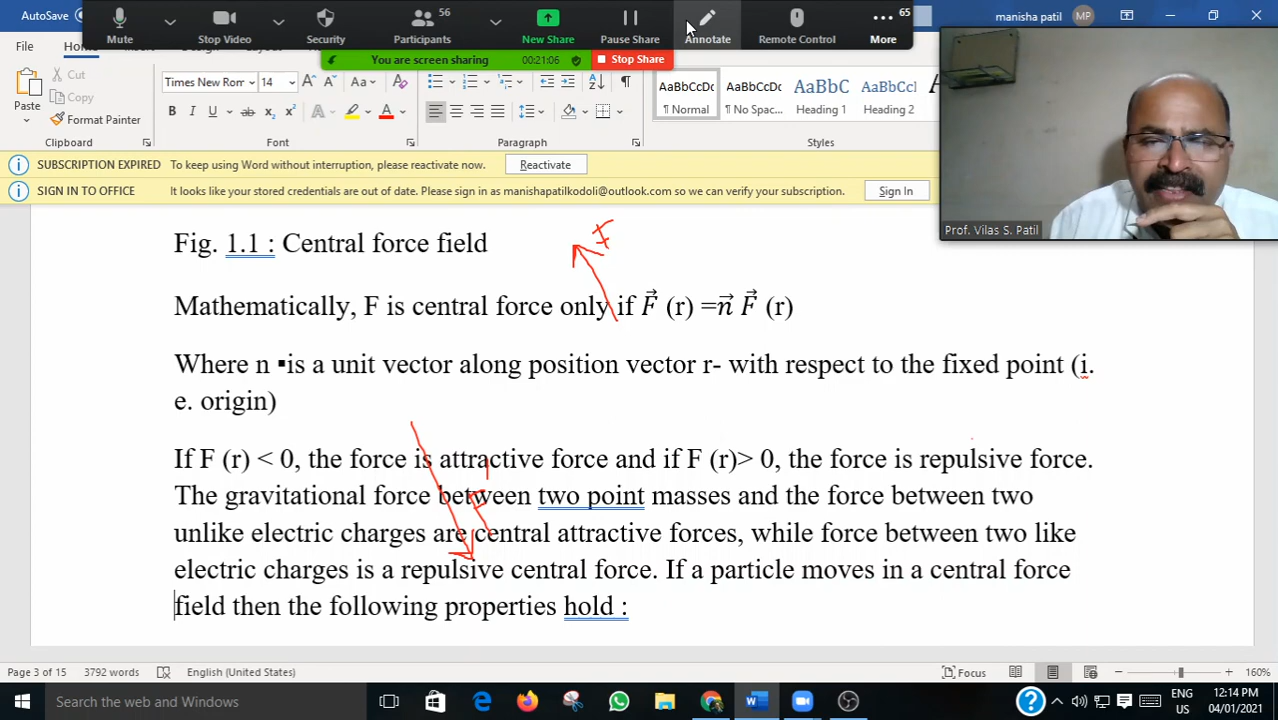 56
65
manisha patil
MP
AutoSave
Mute
Stop Video
Security
Participants
New Share
Pause Share
Annotate
Remote Control
More
File
Home
You are screen sharing
00:21:06
Stop Share
Paste
Cut
Copy
Format Painter
Clipboard
Times New Rom
14
Aa
B I U ab x₂ x²
A
Font
Paragraph
AaBbCcDc
¶ Normal
AaBbCcDc
¶ No Spac...
AaBbC
Heading 1
AaBbCcl
Heading 2
Styles
SUBSCRIPTION EXPIRED To keep using Word without interruption, please reactivate now. Reactivate
SIGN IN TO OFFICE It looks like your stored credentials are out of date. Please sign in as manishapatilkodoli@outlook.com so we can verify your subscription. Sign In
Prof. Vilas S. Patil
Fig. 1.1 : Central force field
Mathematically, F is central force only if F⃗ (r) =n⃗ F⃗ (r)
Where n ▪is a unit vector along position vector r- with respect to the fixed point (i.
e. origin)
If F (r) < 0, the force is attractive force and if F (r)> 0, the force is repulsive force.
The gravitational force between two point masses and the force between two
unlike electric charges are central attractive forces, while force between two like
electric charges is a repulsive central force. If a particle moves in a central force
field then the following properties hold :
Page 3 of 15
3792 words
English (United States)
Focus
160%
Search the web and Windows
ENG
IN
12:14 PM
04/01/2021